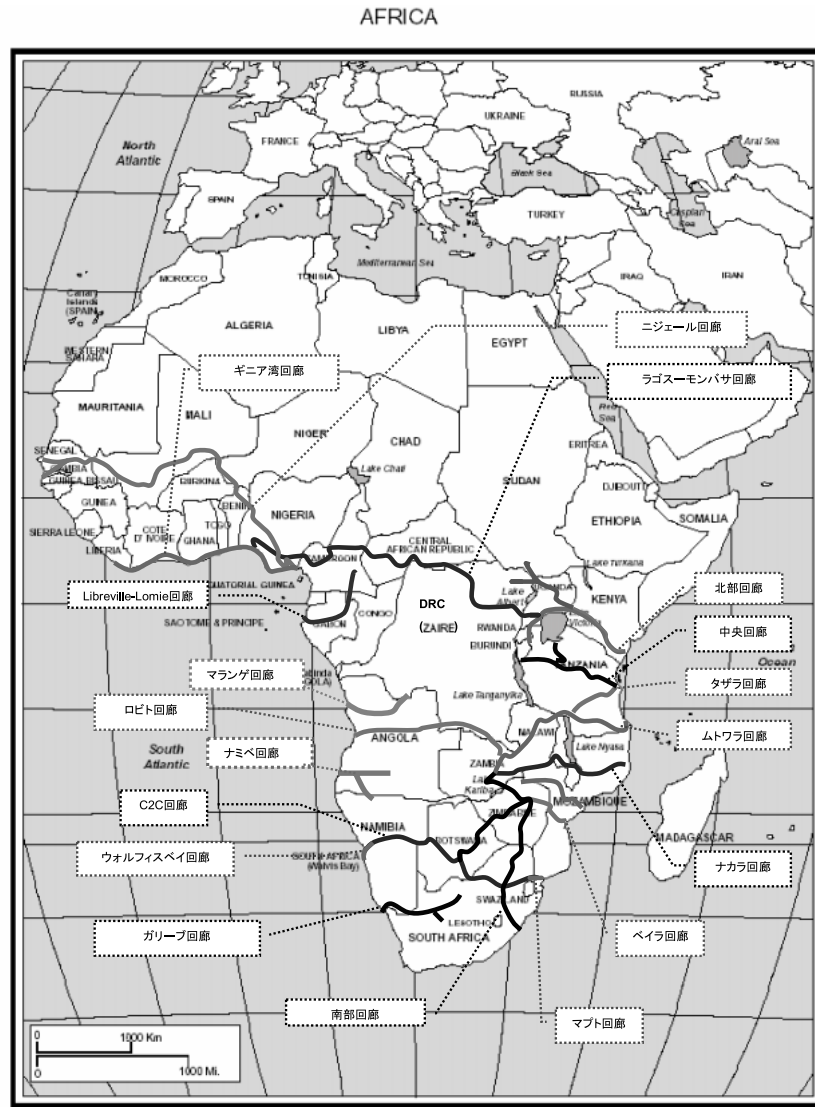 AFRICA
RUSSIA
North
Atlantic
UKRAINE
FRANCE
Aral Sea
Black Sea
SPAIN
Caspian
Sea
TURKEY
Mediterranean Sea
TUNISIA
MOROCCO
IRAQ
IRAN
Canary
Islands
(SPAIN)
ALGERIA
LIBYA
EGYPT
ニジェール回廊
WESTERN
SAHARA
ギニア湾回廊
ラゴスーモンバサ回廊
MAURITANIA
MALI
Red
Sea
NIGER
CHAD
ERITREA
SENEGAL
GAMBIA
GUINEA BISSAU
Lake Chad
SUDAN
BURKINA
DJIBOUTI
GUINEA
BENIN
NIGERIA
SIERRA LEONE
COTE
D' IVOIRE
GHANA
TOGO
ETHIOPIA
SOMALIA
LIBERIA
CENTRAL
AFRICAN REPUBLIC
CAMEROON
Lake Turkana
EQUATORIAL GUINEA
UGANDA
KENYA
北部回廊
Libreville-Lomie回廊
Lake
Albert
DRC
(ZAIRE)
CONGO
GABON
SAO TOME & PRINCIPE
RWANDA
Victoria
BURUNDI
中央回廊
TANZANIA
Ocean
マランゲ回廊
タザラ回廊
Lake Tanganyika
ロビト回廊
ムトワラ回廊
ANGOLA
MALAWI
South
Atlantic
ナミベ回廊
Lake Nyasa
ZAMBIA
Lake
Kariba
C2C回廊
MOZAMBIQUE
ZIMBABWE
NAMIBIA
BOTSWANA
MADAGASCAR
ウォルフィスベイ回廊
SOUTH AFRICA
(Walvis Bay)
ナカラ回廊
SWAZILAND
ガリープ回廊
LESOTHO
SOUTH AFRICA
ベイラ回廊
南部回廊
マプト回廊
0
1000 Km
0
1000 Mi.